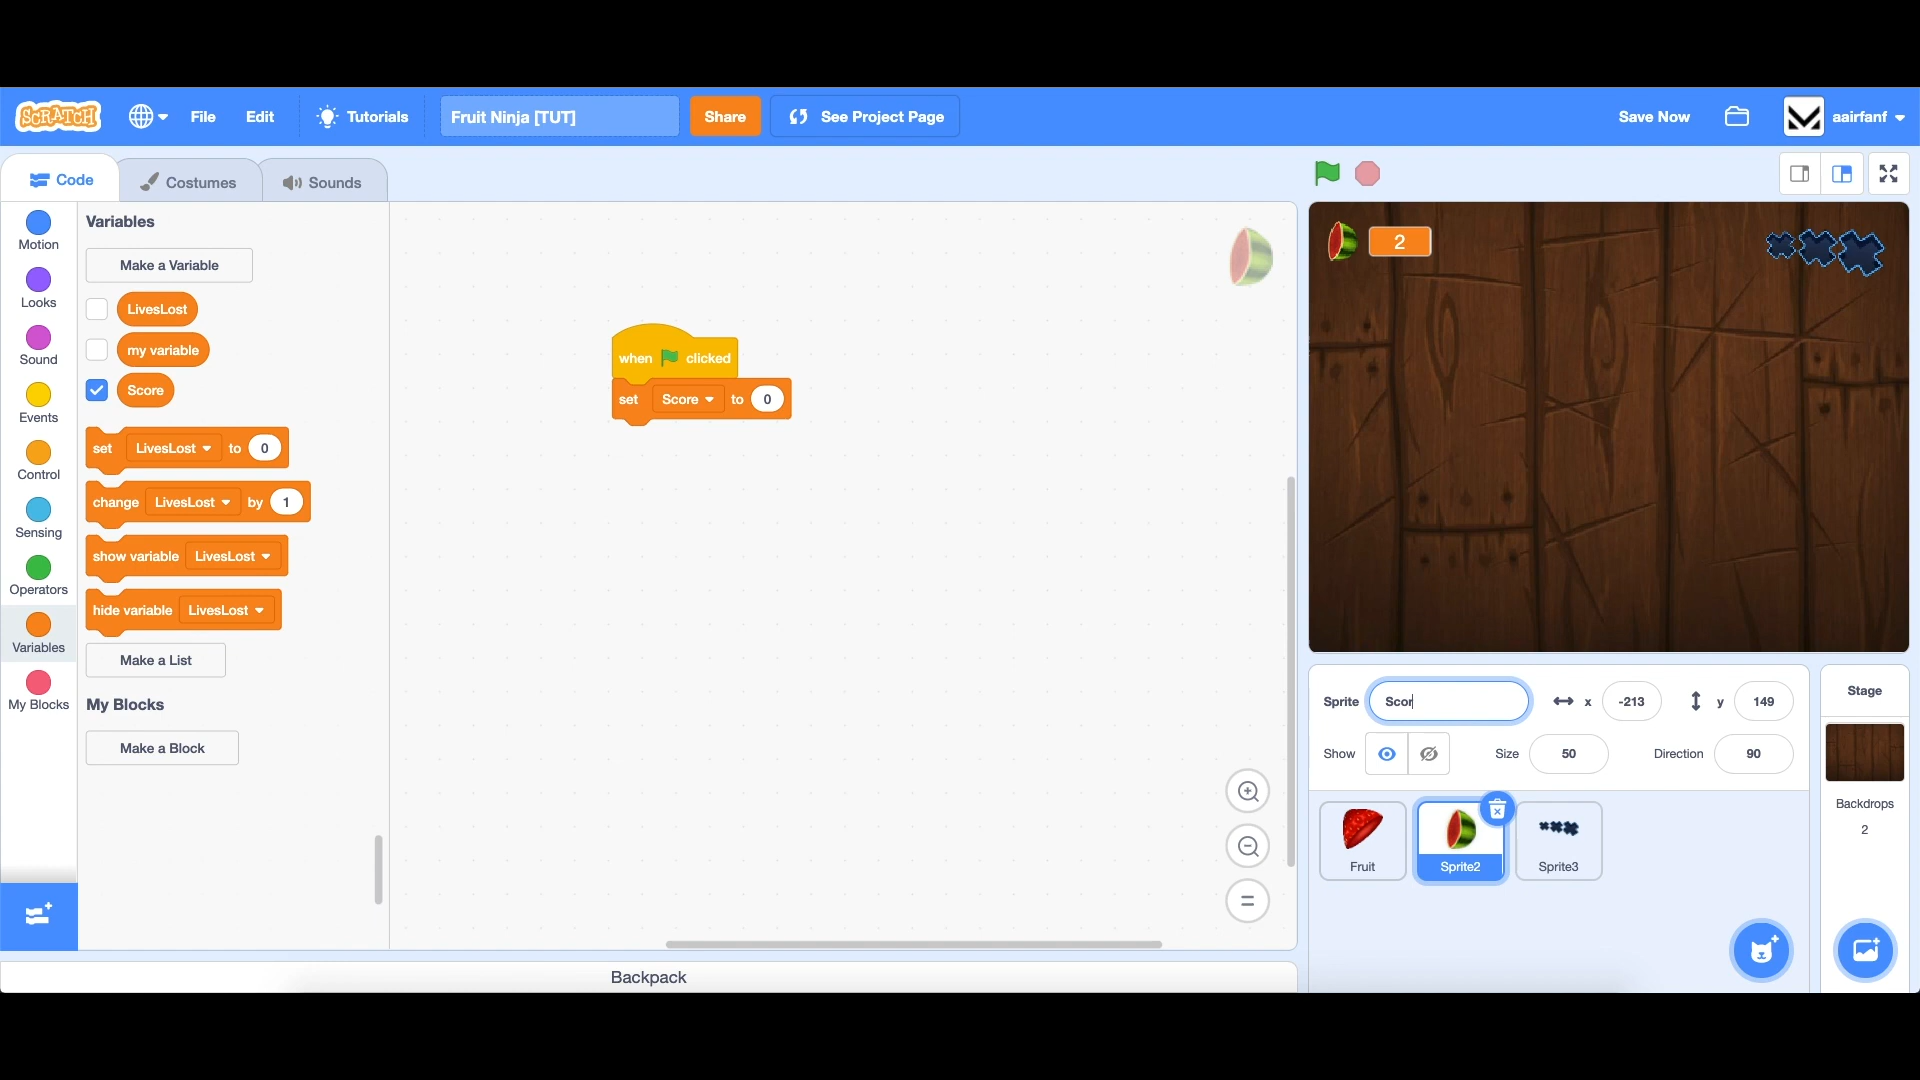 SCRATCH File Edit Tutorials Fruit Ninja [TUT] Share See Project Page Save Now aairfanf
Code Costumes Sounds
Motion
Looks
Sound
Events
Control
Sensing
Operators
Variables
My Blocks
Variables
Make a Variable
LivesLost
my variable
Score
set LivesLost to 0
change LivesLost by 1
show variable LivesLost
hide variable LivesLost
Make a List
My Blocks
Make a Block
when clicked
set Score to 0
Backpack
2
Sprite Scor x -213 y 149
Show Size 50 Direction 90
Fruit Sprite2 Sprite3
Stage
Backdrops
2